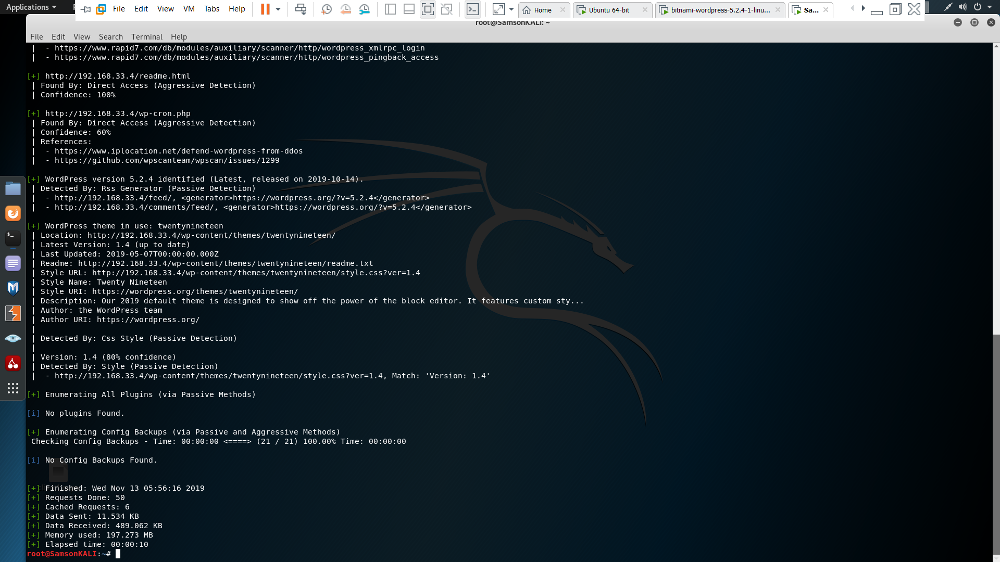 Applications
File Edit View VM Tabs Help
Home
Ubuntu 64-bit
bitnami-wordpress-5.2.4-1-linu...
Sa...
root@SamsonKALI: ~
File Edit View Search Terminal Help
 |  - https://www.rapid7.com/db/modules/auxiliary/scanner/http/wordpress_xmlrpc_login
 |  - https://www.rapid7.com/db/modules/auxiliary/scanner/http/wordpress_pingback_access
[+] http://192.168.33.4/readme.html
 | Found By: Direct Access (Aggressive Detection)
 | Confidence: 100%
[+] http://192.168.33.4/wp-cron.php
 | Found By: Direct Access (Aggressive Detection)
 | Confidence: 60%
 | References:
 |  - https://www.iplocation.net/defend-wordpress-from-ddos
 |  - https://github.com/wpscanteam/wpscan/issues/1299
[+] WordPress version 5.2.4 identified (Latest, released on 2019-10-14).
 | Detected By: Rss Generator (Passive Detection)
 |  - http://192.168.33.4/feed/, <generator>https://wordpress.org/?v=5.2.4</generator>
 |  - http://192.168.33.4/comments/feed/, <generator>https://wordpress.org/?v=5.2.4</generator>
[+] WordPress theme in use: twentynineteen
 | Location: http://192.168.33.4/wp-content/themes/twentynineteen/
 | Latest Version: 1.4 (up to date)
 | Last Updated: 2019-05-07T00:00:00.000Z
 | Readme: http://192.168.33.4/wp-content/themes/twentynineteen/readme.txt
 | Style URL: http://192.168.33.4/wp-content/themes/twentynineteen/style.css?ver=1.4
 | Style Name: Twenty Nineteen
 | Style URI: https://wordpress.org/themes/twentynineteen/
 | Description: Our 2019 default theme is designed to show off the power of the block editor. It features custom sty...
 | Author: the WordPress team
 | Author URI: https://wordpress.org/
 |
 | Detected By: Css Style (Passive Detection)
 |
 | Version: 1.4 (80% confidence)
 | Detected By: Style (Passive Detection)
 |  - http://192.168.33.4/wp-content/themes/twentynineteen/style.css?ver=1.4, Match: 'Version: 1.4'
[+] Enumerating All Plugins (via Passive Methods)
[i] No plugins Found.
[+] Enumerating Config Backups (via Passive and Aggressive Methods)
 Checking Config Backups - Time: 00:00:00 <====> (21 / 21) 100.00% Time: 00:00:00
[i] No Config Backups Found.
[+] Finished: Wed Nov 13 05:56:16 2019
[+] Requests Done: 50
[+] Cached Requests: 6
[+] Data Sent: 11.534 KB
[+] Data Received: 489.062 KB
[+] Memory used: 197.273 MB
[+] Elapsed time: 00:00:10
root@SamsonKALI:~#